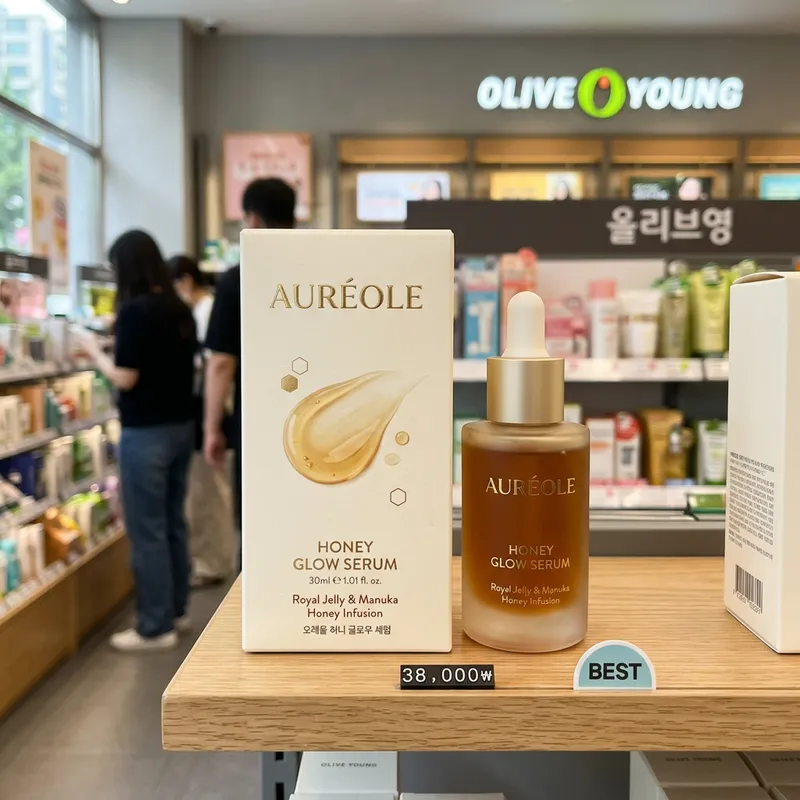 OLIVE YOUNG
올리브영
AURÉOLE
HONEY
GLOW SERUM
30ml ℮ 1.01 fl. oz.
Royal Jelly & Manuka
Honey Infusion
오레올 허니 글로우 세럼
AURÉOLE
HONEY
GLOW SERUM
Royal Jelly & Manuka
Honey Infusion
38,000₩
BEST
OLIVE YOUNG